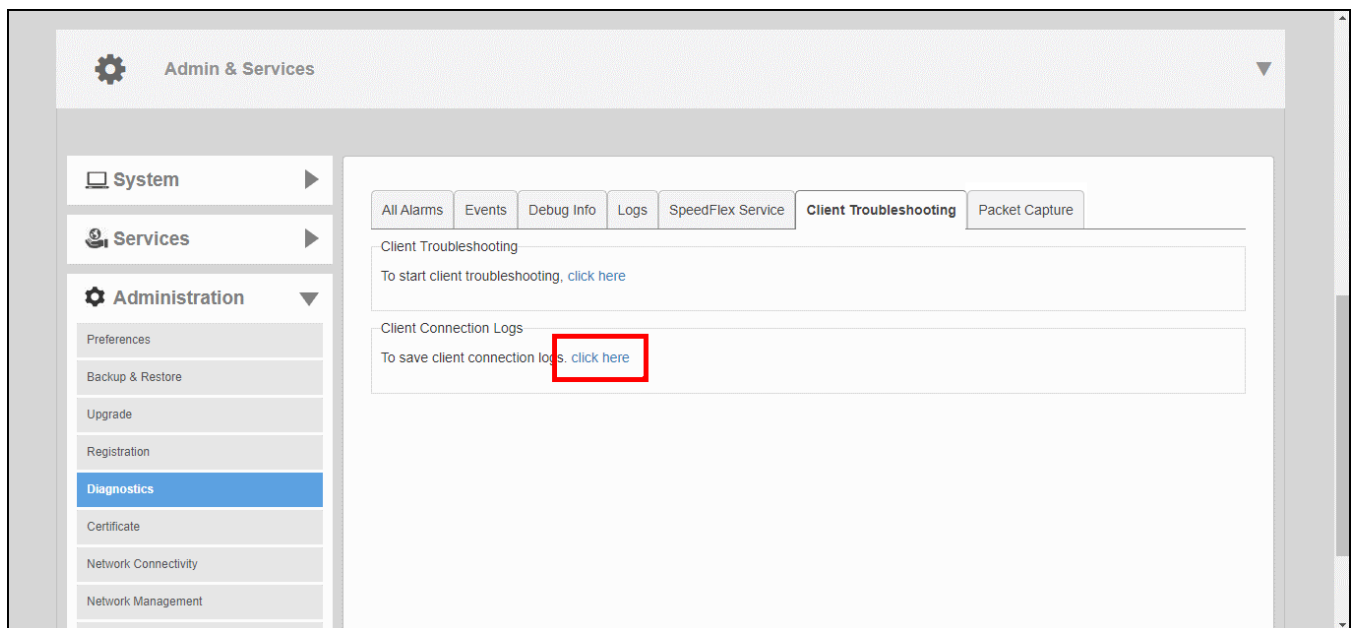 Admin & Services
System
Services
Administration
Preferences
Backup & Restore
Upgrade
Registration
Diagnostics
Certificate
Network Connectivity
Network Management
All Alarms Events Debug Info Logs SpeedFlex Service Client Troubleshooting Packet Capture
Client Troubleshooting
To start client troubleshooting, click here
Client Connection Logs
To save client connection logs. click here